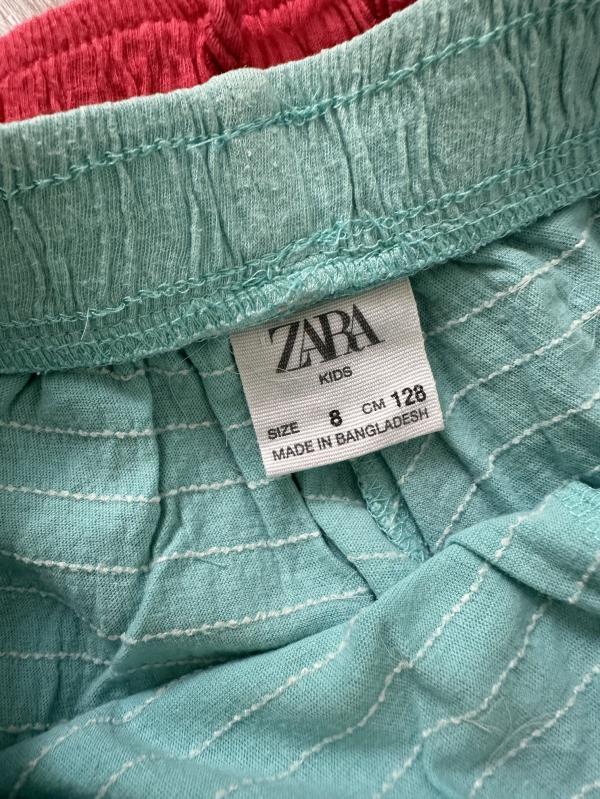 ZARA
KIDS
SIZE 8 CM 128
MADE IN BANGLADESH